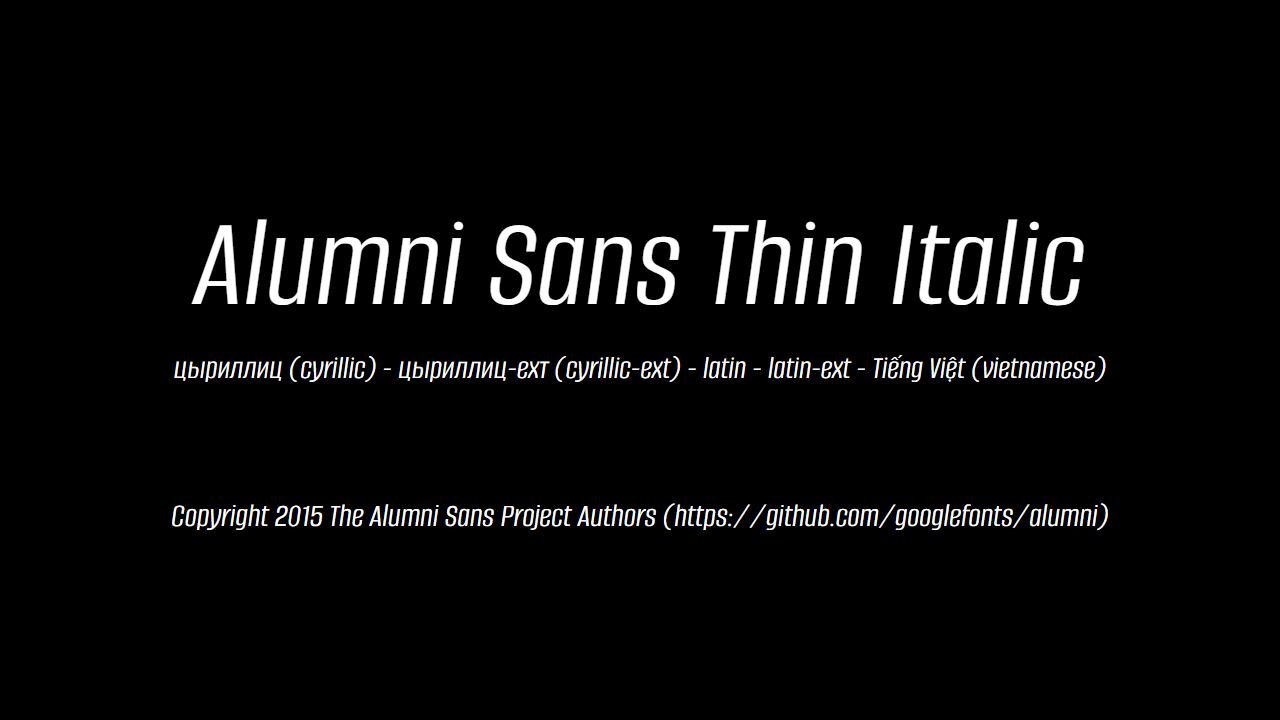 Alumni Sans Thin Italic
цыриллиц (cyrillic) - цыриллиц-ext (cyrillic-ext) - latin - latin-ext - Tiếng Việt (vietnamese)
Copyright 2015 The Alumni Sans Project Authors (https://github.com/googlefonts/alumni)